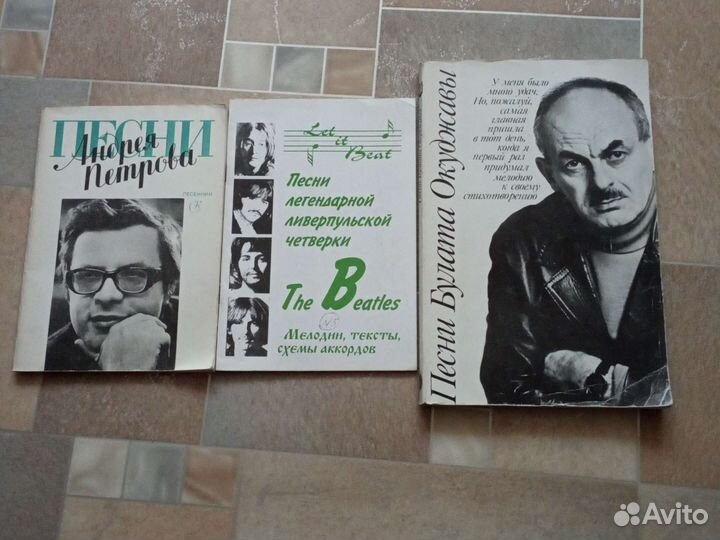 ПЕСНИ
Андрея
Петрова
ПЕСЕННИК
К
Let
it
Beat
Песни
легендарной
ливерпульской
четверки
The Beatles
№5
Мелодии, тексты,
схемы аккордов
Песни Булата Окуджавы
У меня было
много удач.
Но, пожалуй,
самая
главная
пришла
в тот день,
когда я
первый раз
придумал
мелодию
к своему
стихотворению
Avito